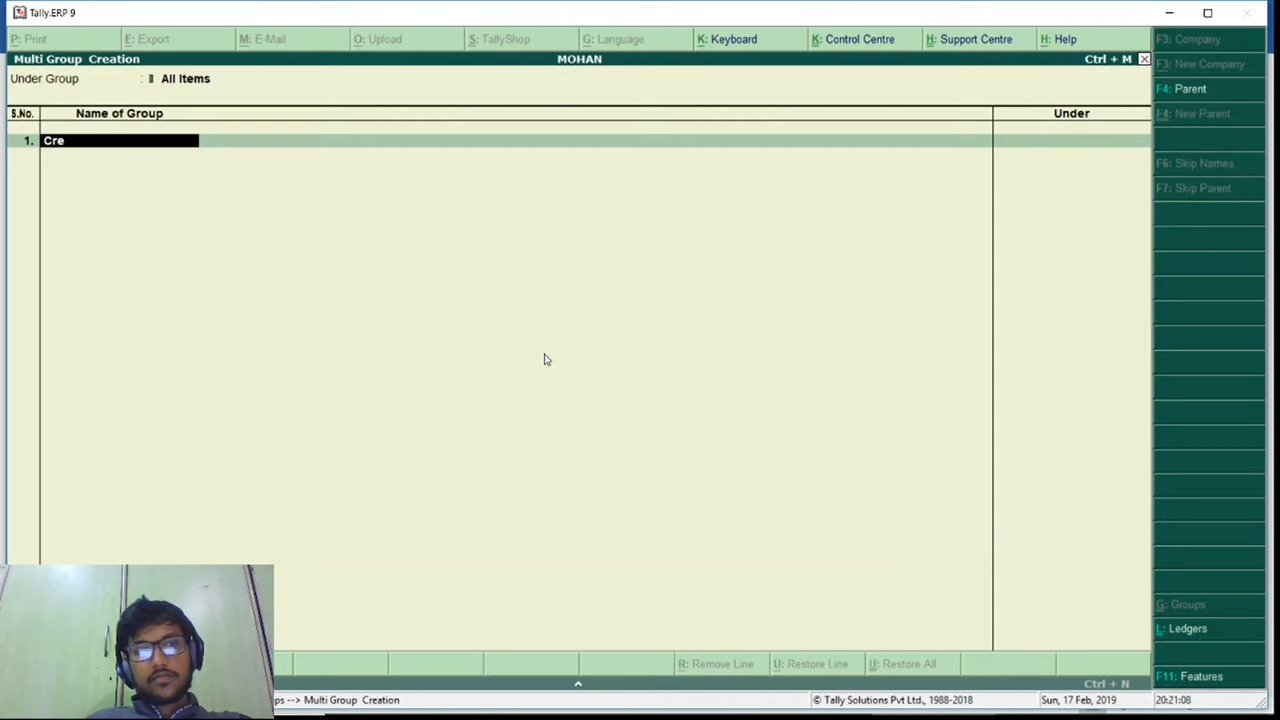 Tally.ERP 9
P: Print E: Export M: E-Mail O: Upload S: TallyShop G: Language K: Keyboard K: Control Centre H: Support Centre H: Help
F3: Company
Multi Group Creation MOHAN Ctrl + M
F3: New Company
Under Group : All Items
F4: Parent
S.No. Name of Group Under
F4: New Parent
1. Cre
F6: Skip Names
F7: Skip Parent
G: Groups
L: Ledgers
R: Remove Line U: Restore Line U: Restore All
F11: Features
Ctrl + N
ps --> Multi Group Creation © Tally Solutions Pvt Ltd., 1988-2018 Sun, 17 Feb, 2019 20:21:08